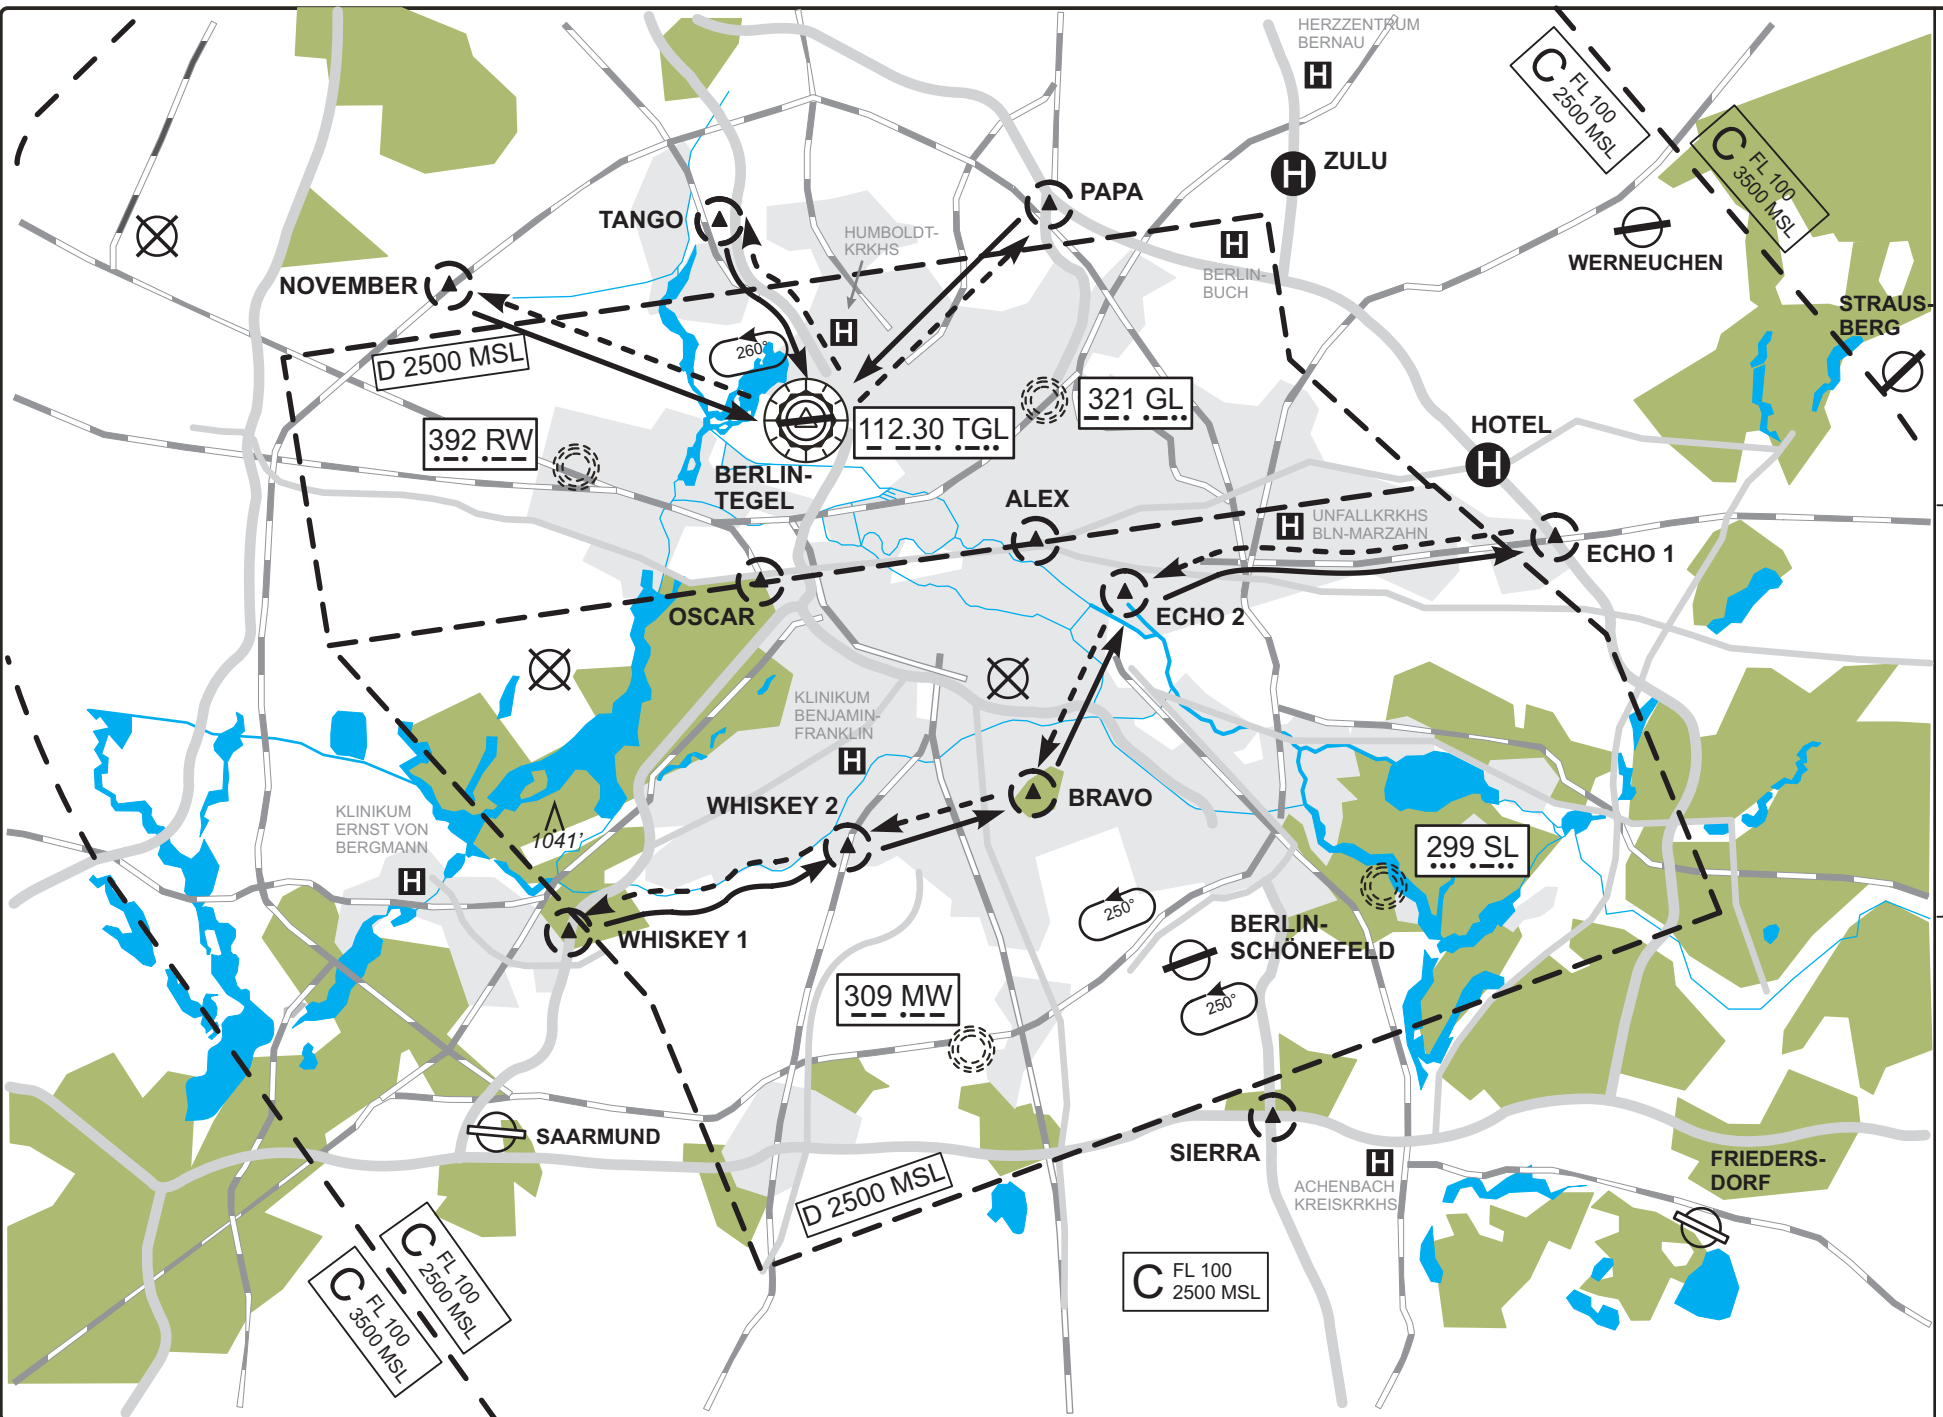 HERZZENTRUM
BERNAU
H
C FL 100
2500 MSL
C FL 100
3500 MSL
H ZULU
PAPA
TANGO
HUMBOLDT-
KRKHS
H
H
BERLIN-
BUCH
WERNEUCHEN
NOVEMBER
STRAUS-
BERG
D 2500 MSL
260°
321 GL
392 RW
112.30 TGL
HOTEL
H
BERLIN-
TEGEL
ALEX
H UNFALLKRKHS
BLN-MARZAHN
ECHO 1
OSCAR
ECHO 2
KLINIKUM
BENJAMIN-
FRANKLIN
H
WHISKEY 2
BRAVO
KLINIKUM
ERNST VON
BERGMANN
H
1041'
299 SL
250°
WHISKEY 1
BERLIN-
SCHÖNEFELD
309 MW
250°
SAARMUND
SIERRA
H
ACHENBACH
KREISKRKHS
FRIEDERS-
DORF
D 2500 MSL
C FL 100
2500 MSL
C FL 100
3500 MSL
C FL 100
2500 MSL